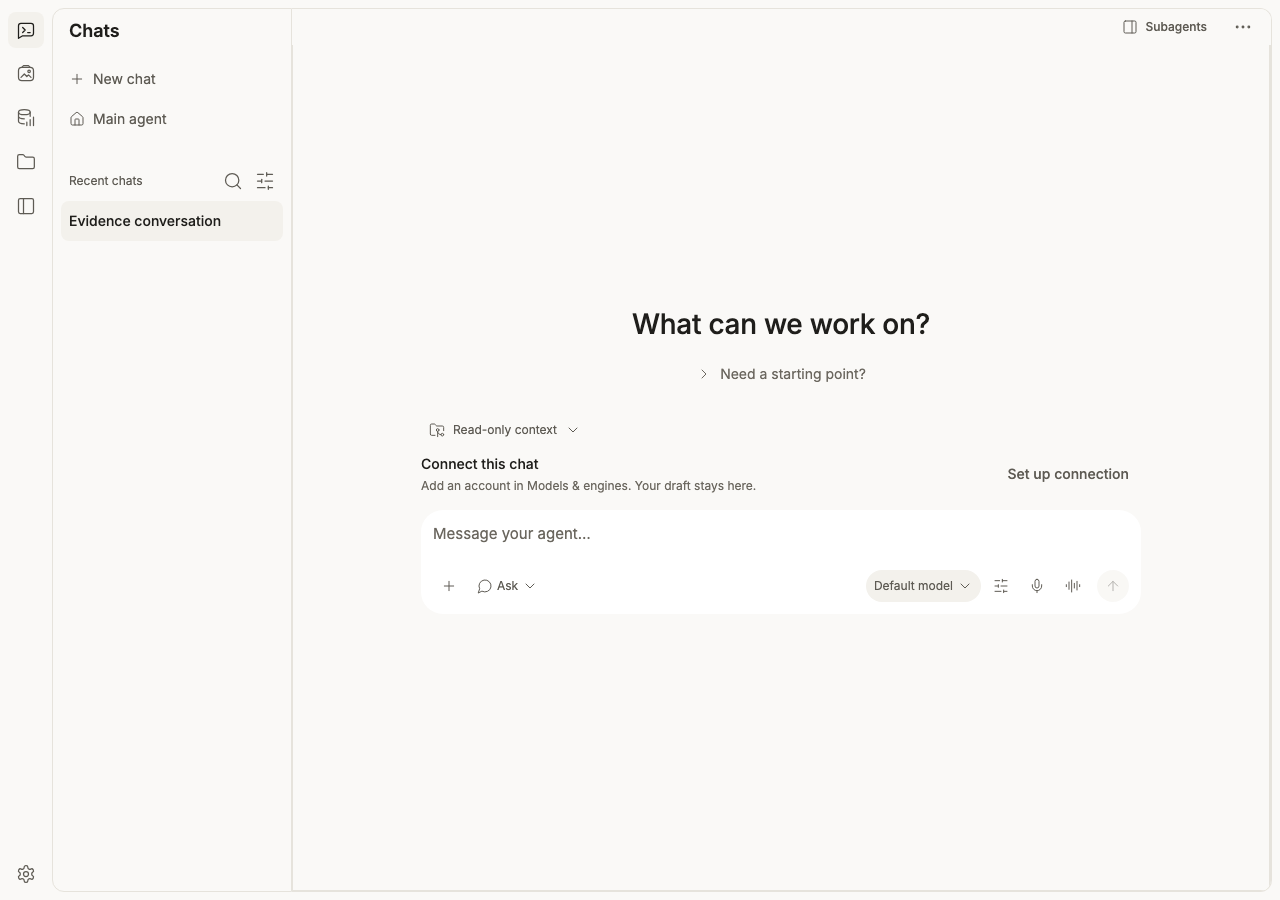 Chats
New chat
Main agent
Recent chats
Evidence conversation
Subagents
What can we work on?
Need a starting point?
Read-only context
Connect this chat
Add an account in Models & engines. Your draft stays here.
Set up connection
Message your agent...
Ask
Default model